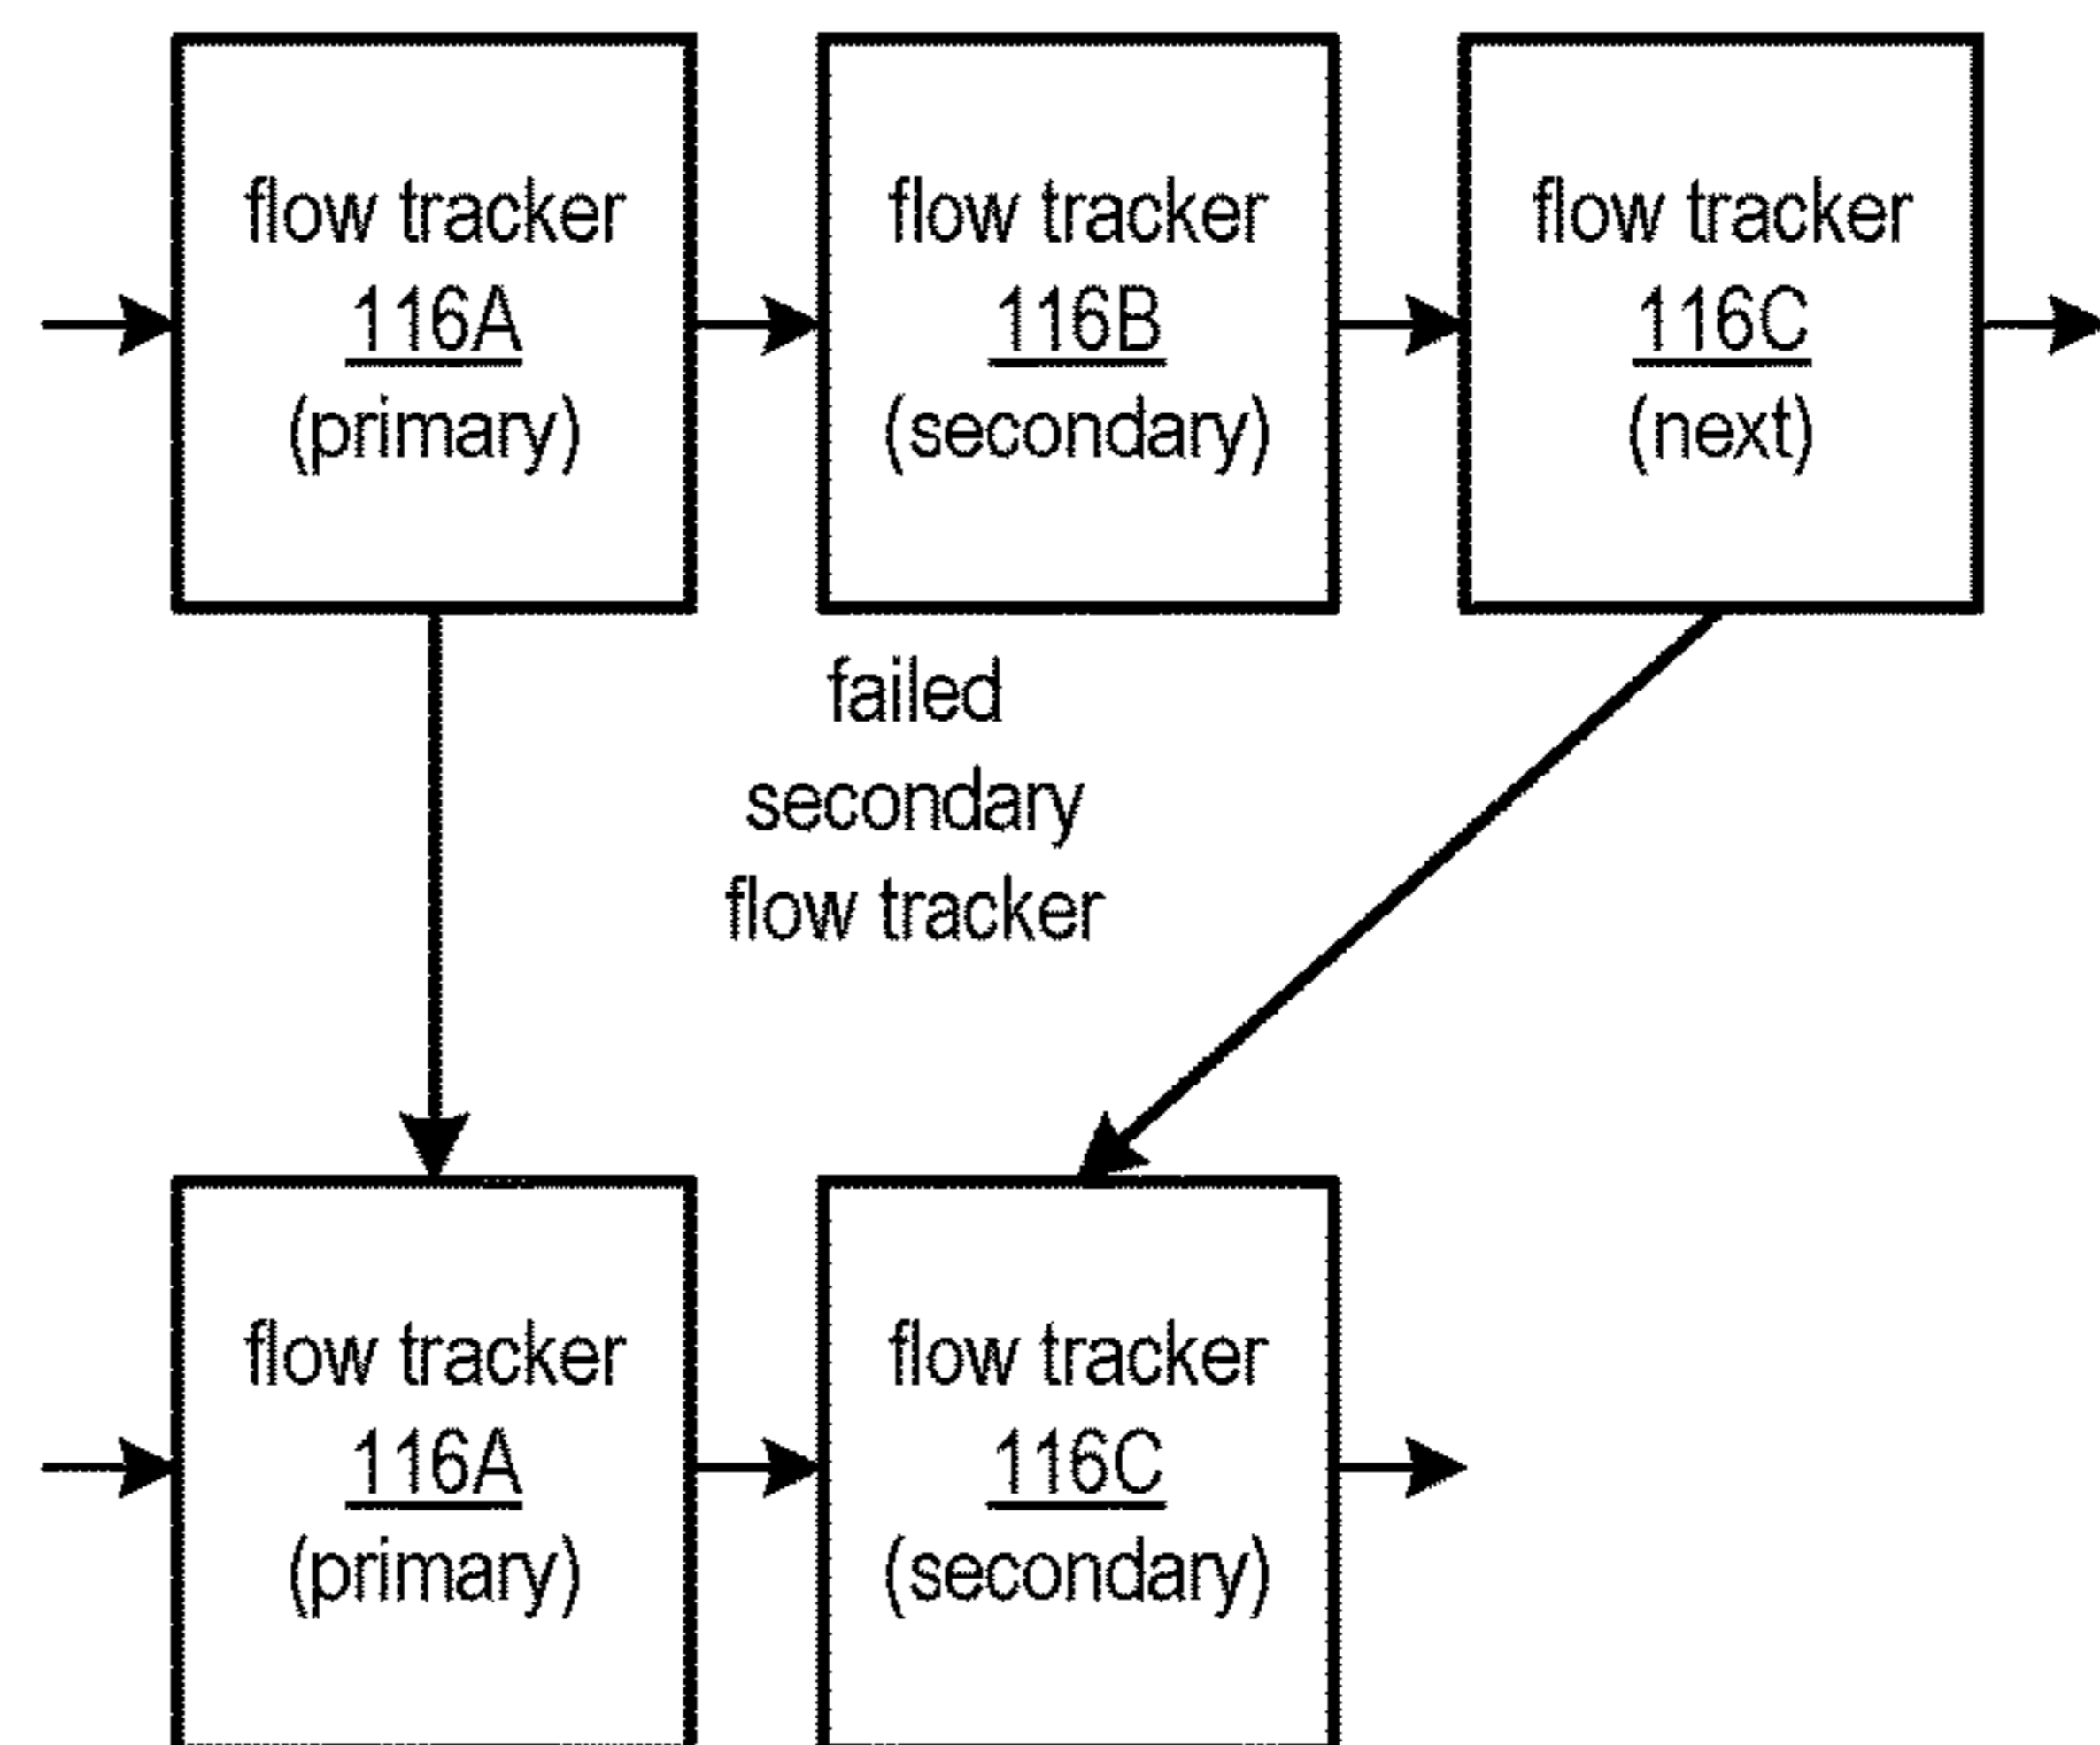 flow tracker
116A
(primary)
flow tracker
116B
(secondary)
flow tracker
116C
(next)
failed
secondary
flow tracker
flow tracker
116A
(primary)
flow tracker
116C
(secondary)